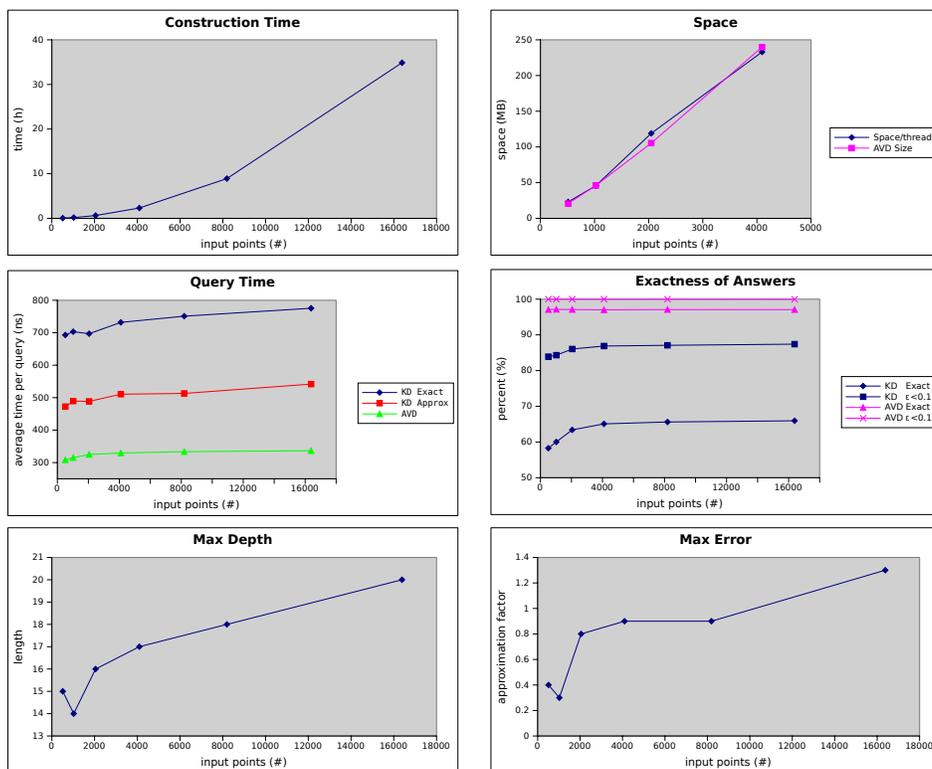 Construction Time
40
30
20
10
0
time (h)
0 2000 4000 6000 8000 10000 12000 14000 16000 18000
input points (#)
Space
250
200
150
100
50
0
space (MB)
0 1000 2000 3000 4000 5000
input points (#)
Space/thread
AVD Size
Query Time
800
700
600
500
400
300
average time per query (ns)
0 4000 8000 12000 16000
input points (#)
KD Exact
KD Approx
AVD
Exactness of Answers
100
90
80
70
60
50
percent (%)
0 4000 8000 12000 16000
input points (#)
KD Exact
KD ε<0.1
AVD Exact
AVD ε<0.1
Max Depth
21
20
19
18
17
16
15
14
13
length
0 2000 4000 6000 8000 10000 12000 14000 16000 18000
input points (#)
Max Error
1.4
1.2
1
0.8
0.6
0.4
0.2
0
approximation factor
0 2000 4000 6000 8000 10000 12000 14000 16000 18000
input points (#)